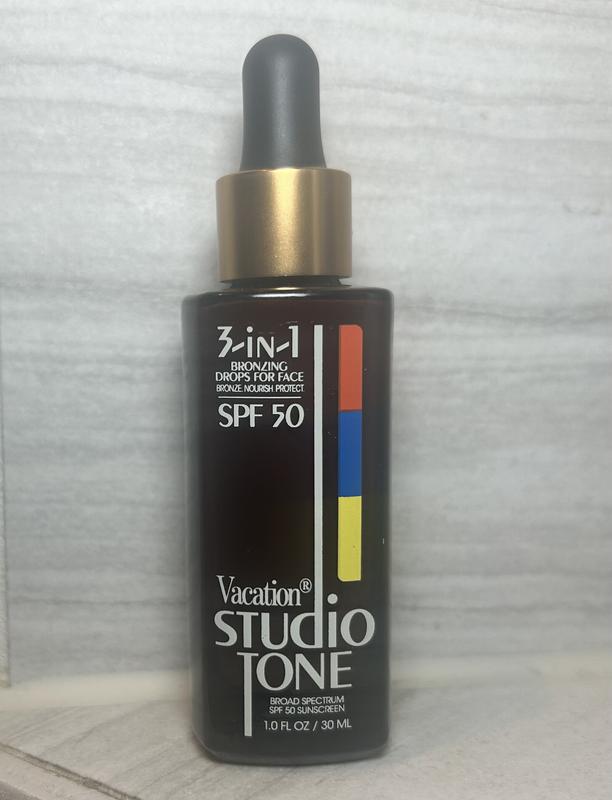 3-IN-1
BRONZING
DROPS FOR FACE
BRONZE. NOURISH. PROTECT.
SPF 50
Vacation®
STUdiO
TONE
BROAD SPECTRUM
SPF 50 SUNSCREEN
1.0 FL OZ / 30 ML